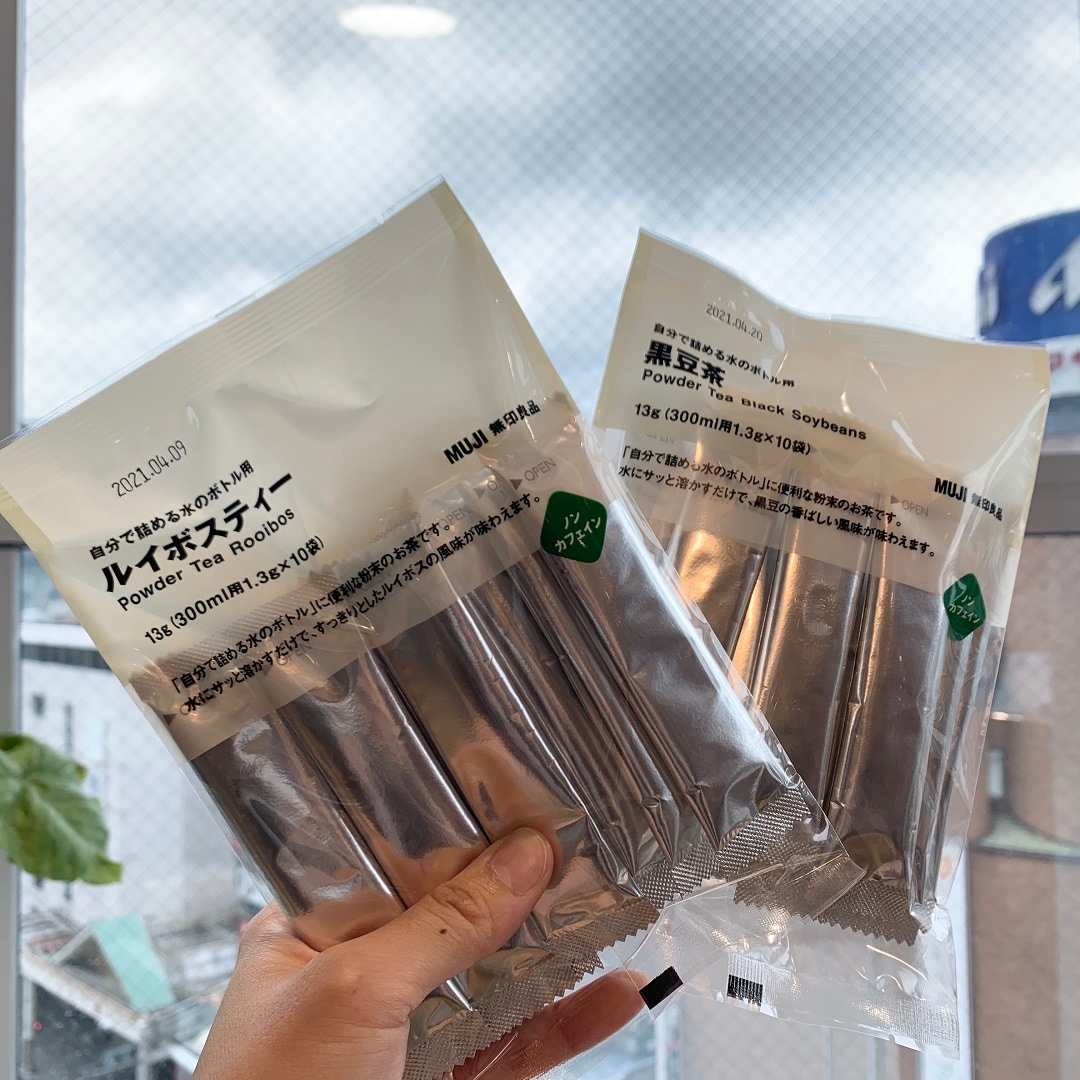 2021.04.09
自分で詰める水のボトル用
ルイボスティー
Powder Tea Rooibos
13g(300ml用1.3g×10袋)
MUJI 無印良品
「自分で詰める水のボトル」に便利な粉末のお茶です。
水にサッと溶かすだけで、すっきりとしたルイボスの風味が味わえます。
OPEN
OPEN
ノン
カフェイン
2021.04.20
自分で詰める水のボトル用
黒豆茶
Powder Tea Black Soybeans
13g(300ml用1.3g×10袋)
MUJI 無印良品
「自分で詰める水のボトル」に便利な粉末のお茶です。
水にサッと溶かすだけで、黒豆の香ばしい風味が味わえます。
OPEN
OPEN
ノン
カフェイン